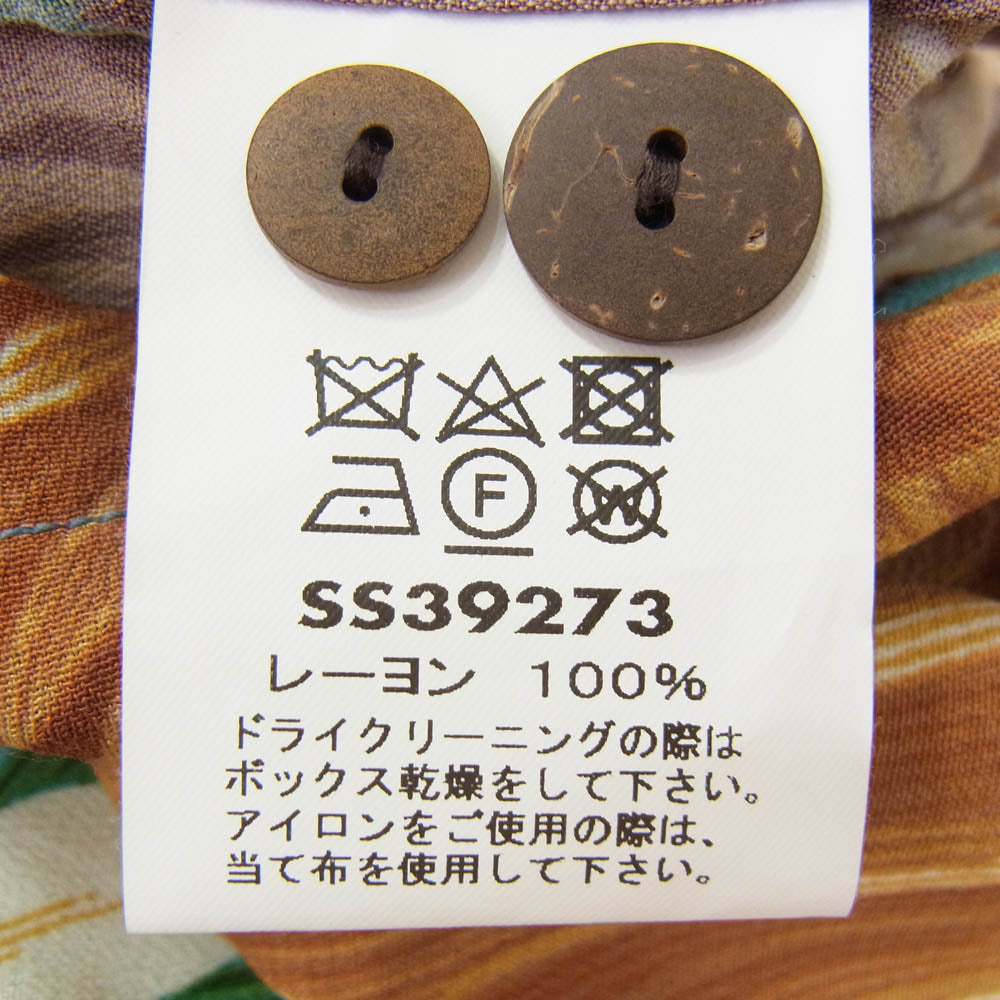 F
W
SS39273
レーヨン 100%
ドライクリーニングの際は
ボックス乾燥をして下さい。
アイロンをご使用の際は、
当て布を使用して下さい。